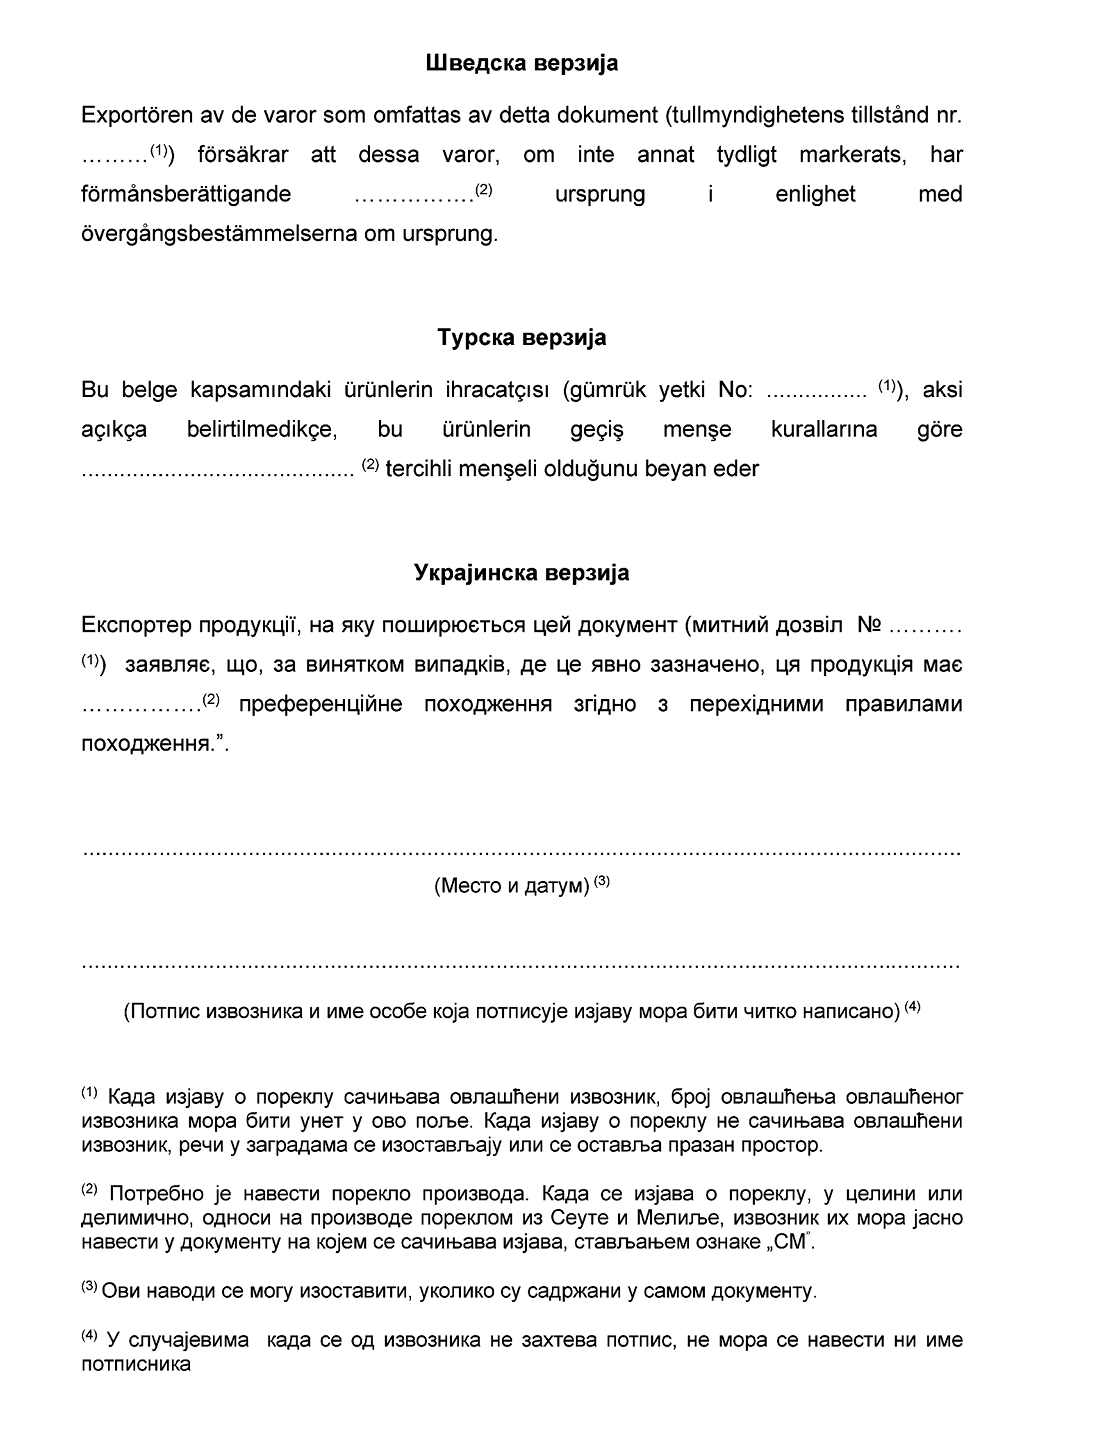 Шведска верзија
Exportören av de varor som omfattas av detta dokument (tullmyndighetens tillstånd nr.
………(1)) försäkrar att dessa varor, om inte annat tydligt markerats, har
förmånsberättigande …………….(2) ursprung i enlighet med
övergångsbestämmelserna om ursprung.
Турска верзија
Bu belge kapsamındaki ürünlerin ihracatçısı (gümrük yetki No: ................ (1)), aksi
açıkça belirtilmedikçe, bu ürünlerin geçiş menşe kurallarına göre
........................................... (2) tercihli menşeli olduğunu beyan eder
Украјинска верзија
Експортер продукції, на яку поширюється цей документ (митний дозвіл № ……….
(1)) заявляє, що, за винятком випадків, де це явно зазначено, ця продукція має
…………….(2) преференційне походження згідно з перехідними правилами
походження.”.
……………………………………………………………………………………………………………
(Место и датум) (3)
……………………………………………………………………………………………………………
(Потпис извозника и име особе која потписује изјаву мора бити читко написано) (4)
(1) Када изјаву о пореклу сачињава овлашћени извозник, број овлашћења овлашћеног
извозника мора бити унет у ово поље. Када изјаву о пореклу не сачињава овлашћени
извозник, речи у заградама се изостављају или се оставља празан простор.
(2) Потребно је навести порекло производа. Када се изјава о пореклу, у целини или
делимично, односи на производе пореклом из Сеуте и Мелиље, извозник их мора јасно
навести у документу на којем се сачињава изјава, стављањем ознаке „СМ”.
(3) Ови наводи се могу изоставити, уколико су садржани у самом документу.
(4) У случајевима када се од извозника не захтева потпис, не мора се навести ни име
потписника